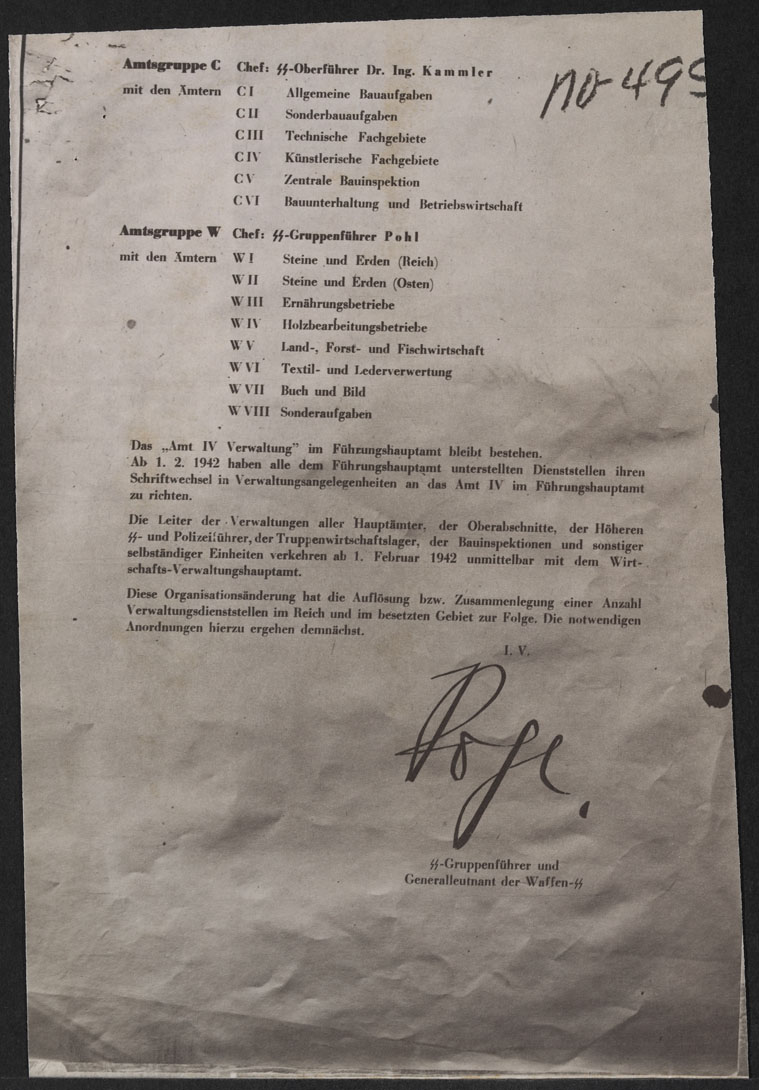 Amtsgruppe C Chef: ᛋᛋ-Oberführer Dr. Ing. Kammler
no-495
mit den Ämtern C I Allgemeine Bauaufgaben
C II Sonderbauaufgaben
C III Technische Fachgebiete
C IV Künstlerische Fachgebiete
C V Zentrale Bauinspektion
C VI Bauunterhaltung und Betriebswirtschaft
Amtsgruppe W Chef: ᛋᛋ-Gruppenführer Pohl
mit den Ämtern W I Steine und Erden (Reich)
W II Steine und Erden (Osten)
W III Ernährungsbetriebe
W IV Holzbearbeitungsbetriebe
W V Land-, Forst- und Fischwirtschaft
W VI Textil- und Lederverwertung
W VII Buch und Bild
W VIII Sonderaufgaben
Das „Amt IV Verwaltung” im Führungshauptamt bleibt bestehen.
Ab 1. 2. 1942 haben alle dem Führungshauptamt unterstellten Dienststellen ihren
Schriftwechsel in Verwaltungsangelegenheiten an das Amt IV im Führungshauptamt
zu richten.
Die Leiter der Verwaltungen aller Hauptämter, der Oberabschnitte, der Höheren
ᛋᛋ- und Polizeiführer, der Truppenwirtschaftslager, der Bauinspektionen und sonstiger
selbständiger Einheiten verkehren ab 1. Februar 1942 unmittelbar mit dem Wirt-
schafts-Verwaltungshauptamt.
Diese Organisationsänderung hat die Auflösung bzw. Zusammenlegung einer Anzahl
Verwaltungsdienststellen im Reich und im besetzten Gebiet zur Folge. Die notwendigen
Anordnungen hierzu ergehen demnächst.
I. V.
Pohl.
ᛋᛋ-Gruppenführer und
Generalleutnant der Waffen-ᛋᛋ